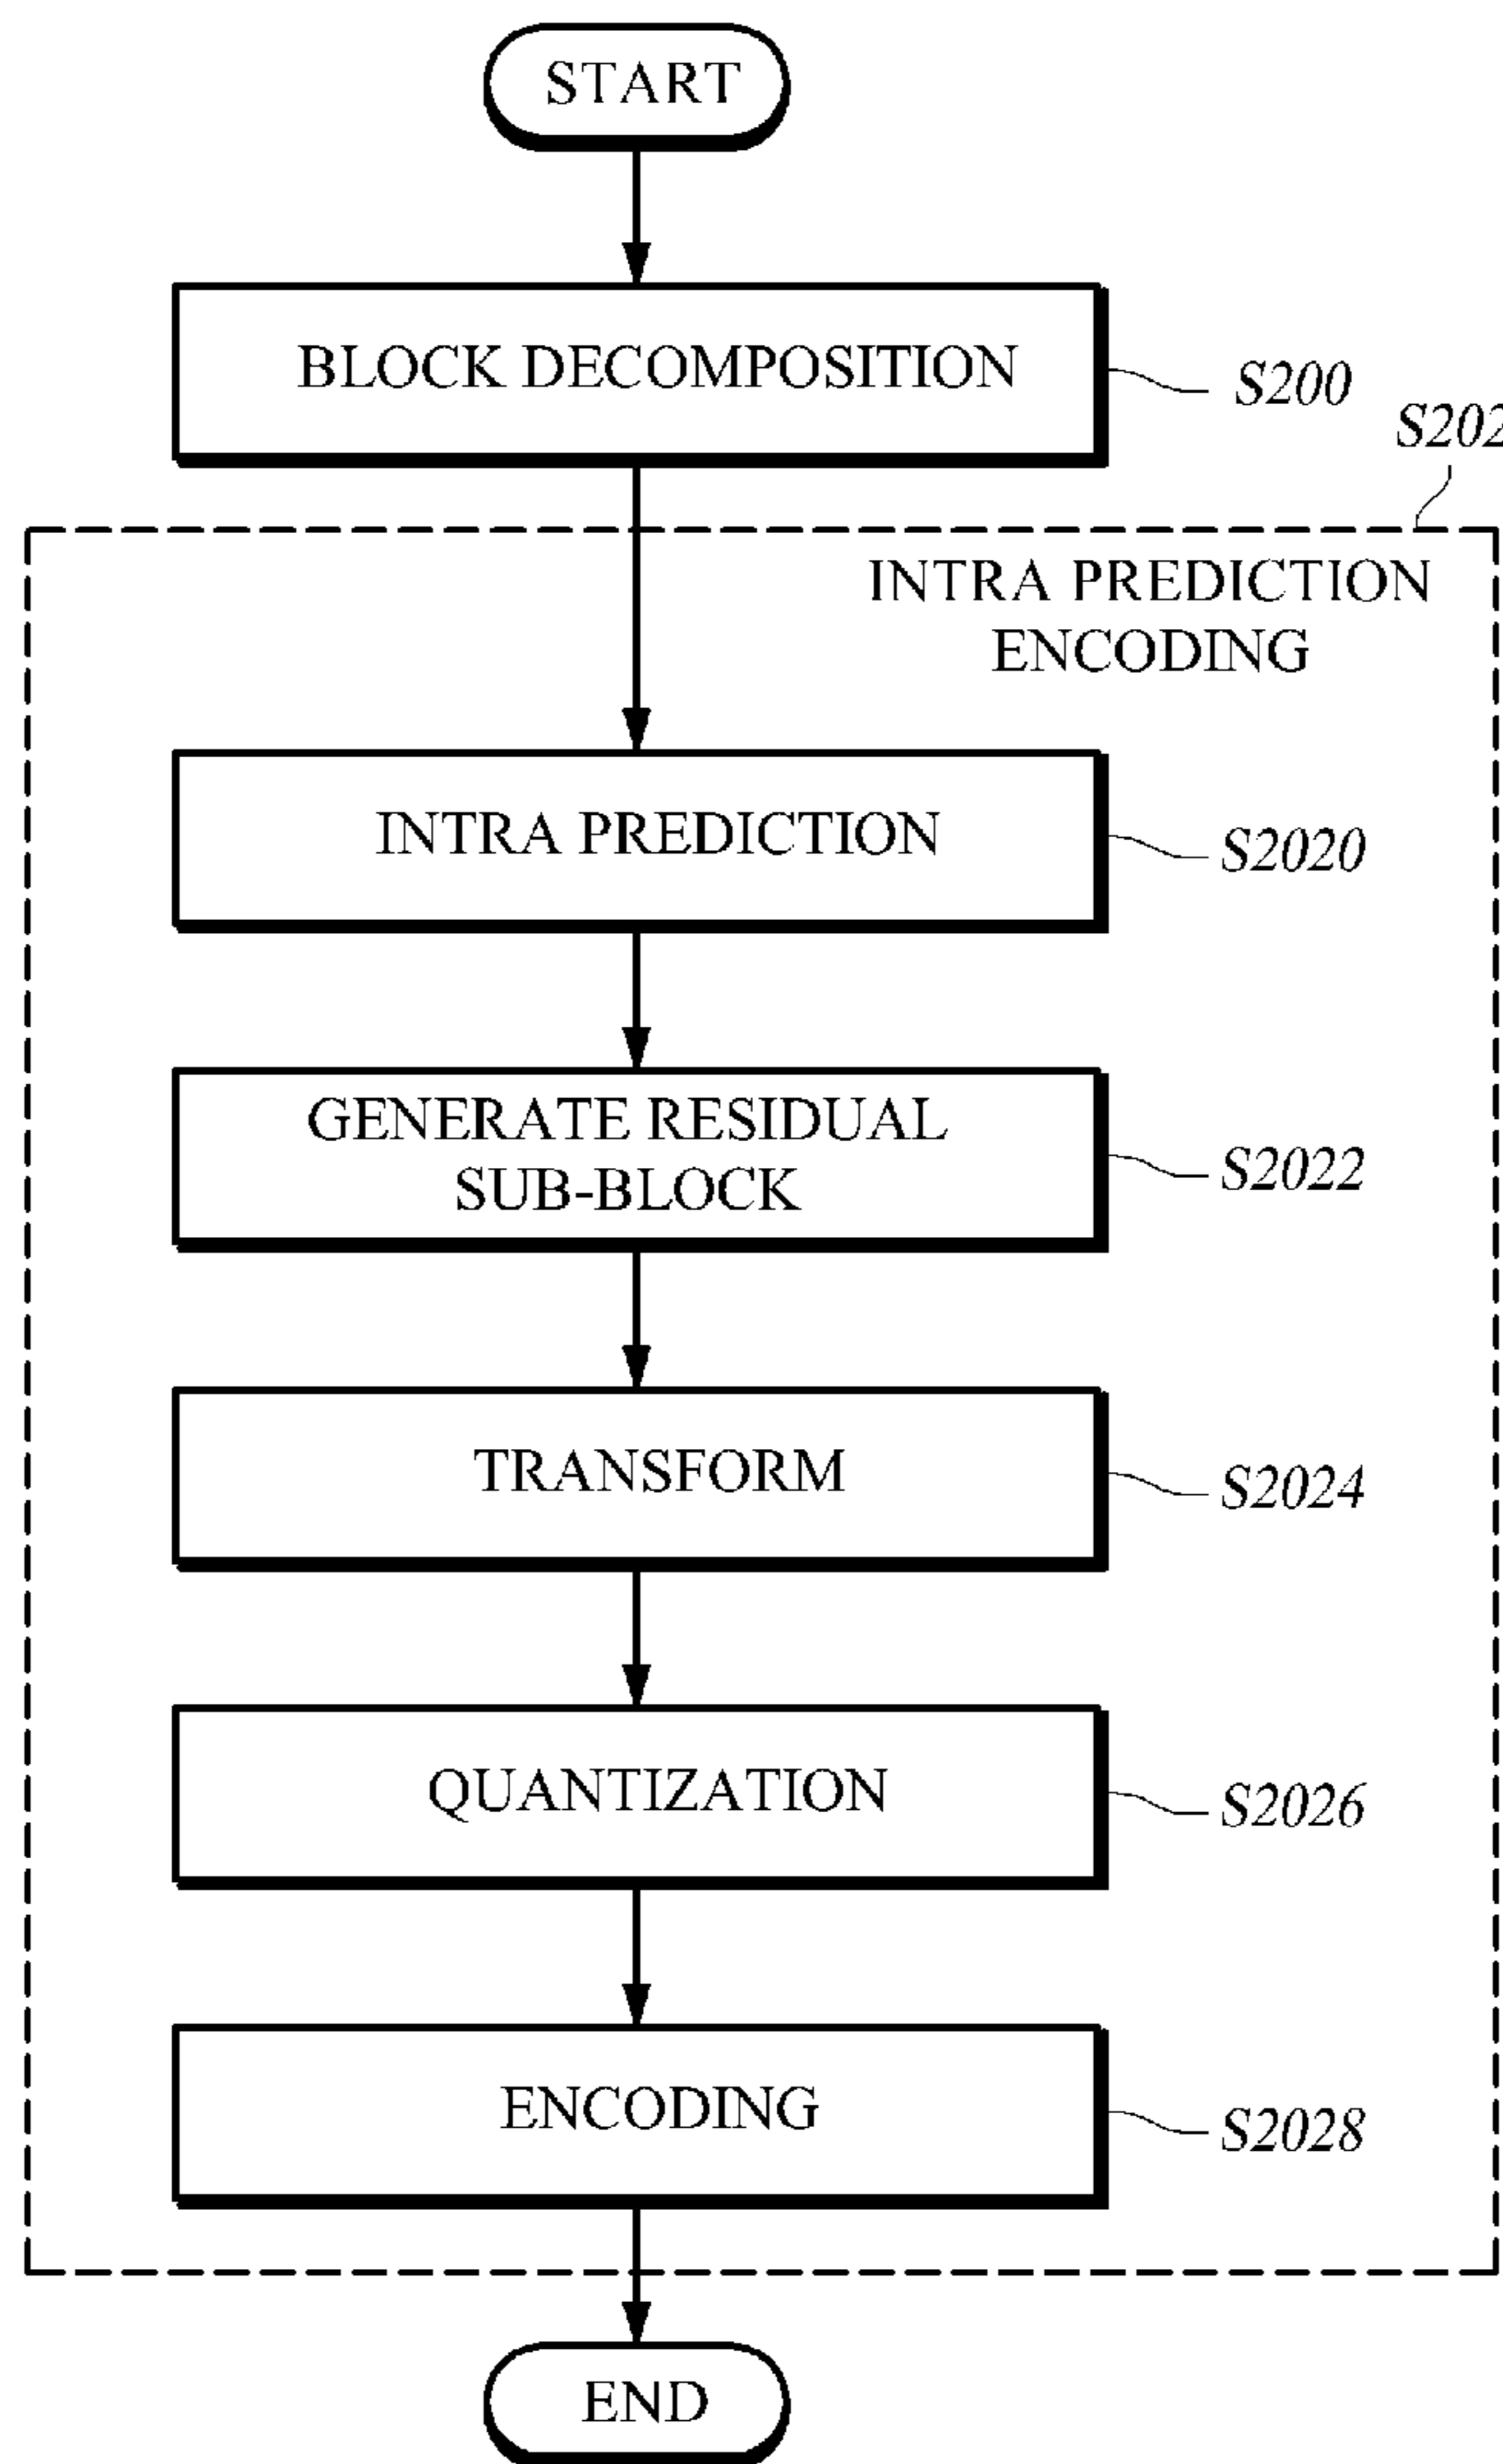 START
BLOCK DECOMPOSITION
S200
S202
INTRA PREDICTION
ENCODING
INTRA PREDICTION
S2020
GENERATE RESIDUAL
SUB-BLOCK
S2022
TRANSFORM
S2024
QUANTIZATION
S2026
ENCODING
S2028
END